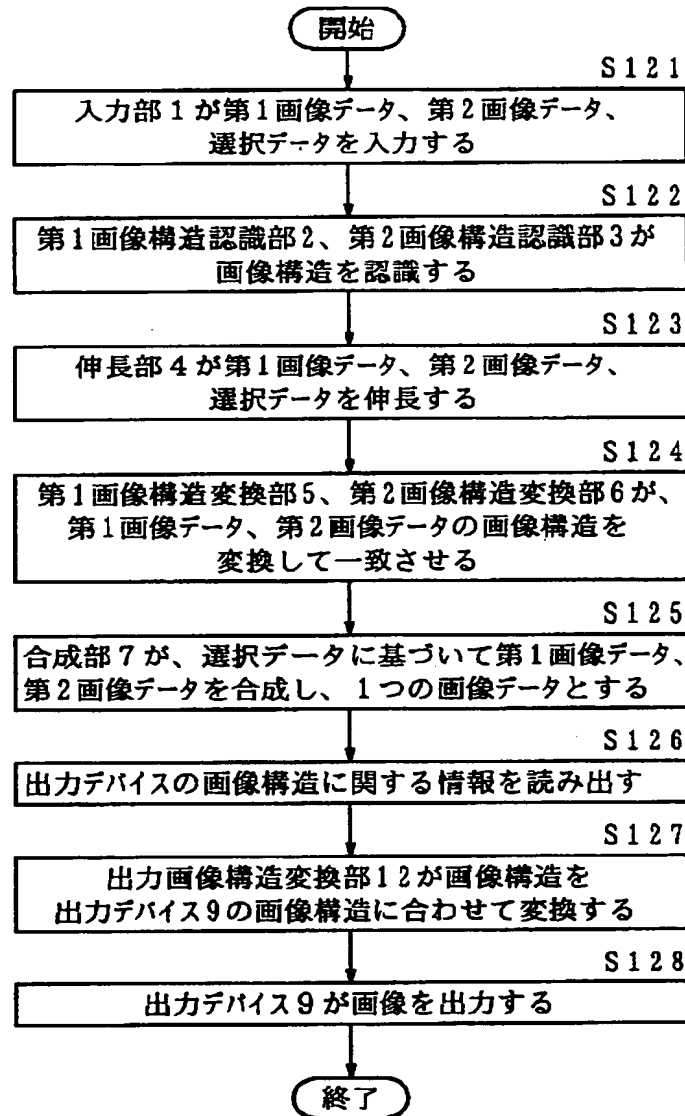 開始
S121
入力部1が第1画像データ、第2画像データ、
選択データを入力する
S122
第1画像構造認識部2、第2画像構造認識部3が
画像構造を認識する
S123
伸長部4が第1画像データ、第2画像データ、
選択データを伸長する
S124
第1画像構造変換部5、第2画像構造変換部6が、
第1画像データ、第2画像データの画像構造を
変換して一致させる
S125
合成部7が、選択データに基づいて第1画像データ、
第2画像データを合成し、1つの画像データとする
S126
出力デバイスの画像構造に関する情報を読み出す
S127
出力画像構造変換部12が画像構造を
出力デバイス9の画像構造に合わせて変換する
S128
出力デバイス9が画像を出力する
終了